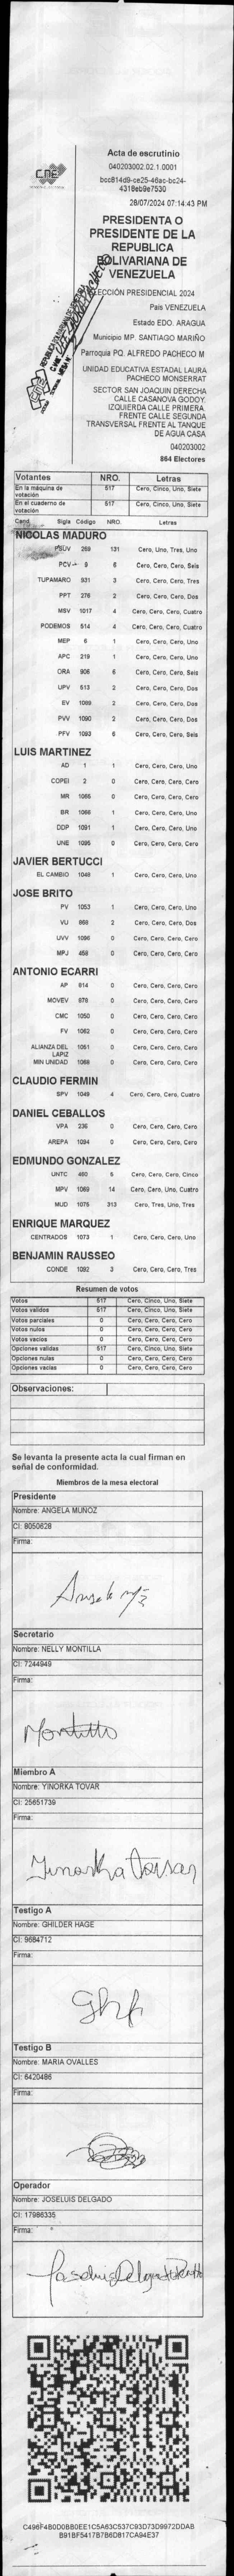 CNE
Acta de escrutinio
040203002.02.1.0001
bcc814d9-ce25-46ac-bc24-
4318eb9e7530
28/07/2024 07:14:43 PM
PRESIDENTA O
PRESIDENTE DE LA
REPUBLICA
BOLIVARIANA DE
VENEZUELA
ELECCIÓN PRESIDENCIAL 2024
País VENEZUELA
Estado EDO. ARAGUA
Municipio MP. SANTIAGO MARIÑO
Parroquia PQ. ALFREDO PACHECO M
UNIDAD EDUCATIVA ESTADAL LAURA
PACHECO MONSERRAT
SECTOR SAN JOAQUIN DERECHA
CALLE CASANOVA GODOY.
IZQUIERDA CALLE PRIMERA.
FRENTE CALLE SEGUNDA
TRANSVERSAL FRENTE AL TANQUE
DE AGUA CASA
040203002
864 Electores
Votantes NRO. Letras
En la máquina de votación 517 Cero, Cinco, Uno, Siete
En el cuaderno de votación 517 Cero, Cinco, Uno, Siete
Cand. Sigla Código NRO. Letras
NICOLAS MADURO
PSUV 269 131 Cero, Uno, Tres, Uno
PCV 9 6 Cero, Cero, Cero, Seis
TUPAMARO 931 3 Cero, Cero, Cero, Tres
PPT 276 2 Cero, Cero, Cero, Dos
MSV 1017 4 Cero, Cero, Cero, Cuatro
PODEMOS 514 4 Cero, Cero, Cero, Cuatro
MEP 6 1 Cero, Cero, Cero, Uno
APC 219 1 Cero, Cero, Cero, Uno
ORA 906 6 Cero, Cero, Cero, Seis
UPV 513 2 Cero, Cero, Cero, Dos
EV 1089 2 Cero, Cero, Cero, Dos
PVV 1090 2 Cero, Cero, Cero, Dos
PFV 1093 6 Cero, Cero, Cero, Seis
LUIS MARTINEZ
AD 1 1 Cero, Cero, Cero, Uno
COPEI 2 0 Cero, Cero, Cero, Cero
MR 1065 0 Cero, Cero, Cero, Cero
BR 1068 1 Cero, Cero, Cero, Uno
DDP 1091 1 Cero, Cero, Cero, Uno
UNE 1095 0 Cero, Cero, Cero, Cero
JAVIER BERTUCCI
EL CAMBIO 1048 1 Cero, Cero, Cero, Uno
JOSE BRITO
PV 1053 1 Cero, Cero, Cero, Uno
VU 868 2 Cero, Cero, Cero, Dos
UVV 1096 0 Cero, Cero, Cero, Cero
MPJ 458 0 Cero, Cero, Cero, Cero
ANTONIO ECARRI
AP 814 0 Cero, Cero, Cero, Cero
MOVEV 978 0 Cero, Cero, Cero, Cero
CMC 1050 0 Cero, Cero, Cero, Cero
FV 1062 0 Cero, Cero, Cero, Cero
ALIANZA DEL LAPIZ 1051 0 Cero, Cero, Cero, Cero
MIN UNIDAD 1068 0 Cero, Cero, Cero, Cero
CLAUDIO FERMIN
SPV 1049 4 Cero, Cero, Cero, Cuatro
DANIEL CEBALLOS
VPA 236 0 Cero, Cero, Cero, Cero
AREPA 1094 0 Cero, Cero, Cero, Cero
EDMUNDO GONZALEZ
UNTC 460 5 Cero, Cero, Cero, Cinco
MPV 1069 14 Cero, Cero, Uno, Cuatro
MUD 1075 313 Cero, Tres, Uno, Tres
ENRIQUE MARQUEZ
CENTRADOS 1073 1 Cero, Cero, Cero, Uno
BENJAMIN RAUSSEO
CONDE 1092 3 Cero, Cero, Cero, Tres
Resumen de votos
Votos 517 Cero, Cinco, Uno, Siete
Votos validos 517 Cero, Cinco, Uno, Siete
Votos parciales 0 Cero, Cero, Cero, Cero
Votos nulos 0 Cero, Cero, Cero, Cero
Votos vacios 0 Cero, Cero, Cero, Cero
Opciones validas 517 Cero, Cinco, Uno, Siete
Opciones nulas 0 Cero, Cero, Cero, Cero
Opciones vacias 0 Cero, Cero, Cero, Cero
Observaciones:
Se levanta la presente acta la cual firman en
señal de conformidad.
Miembros de la mesa electoral
Presidente
Nombre: ANGELA MUÑOZ
CI: 8050628
Firma:
Secretario
Nombre: NELLY MONTILLA
CI: 7244949
Firma:
Montilla
Miembro A
Nombre: YINORKA TOVAR
CI: 25651739
Firma:
Yinorka Tovar
Testigo A
Nombre: GHILDER HAGE
CI: 9684712
Firma:
Testigo B
Nombre: MARIA OVALLES
CI: 6420486
Firma:
Operador
Nombre: JOSELUIS DELGADO
CI: 17986335
Firma:
C496F4B0D0BB0EE1C5A63C537C93D73D9972DDAB
B91BF5417B7B6D817CA94E37